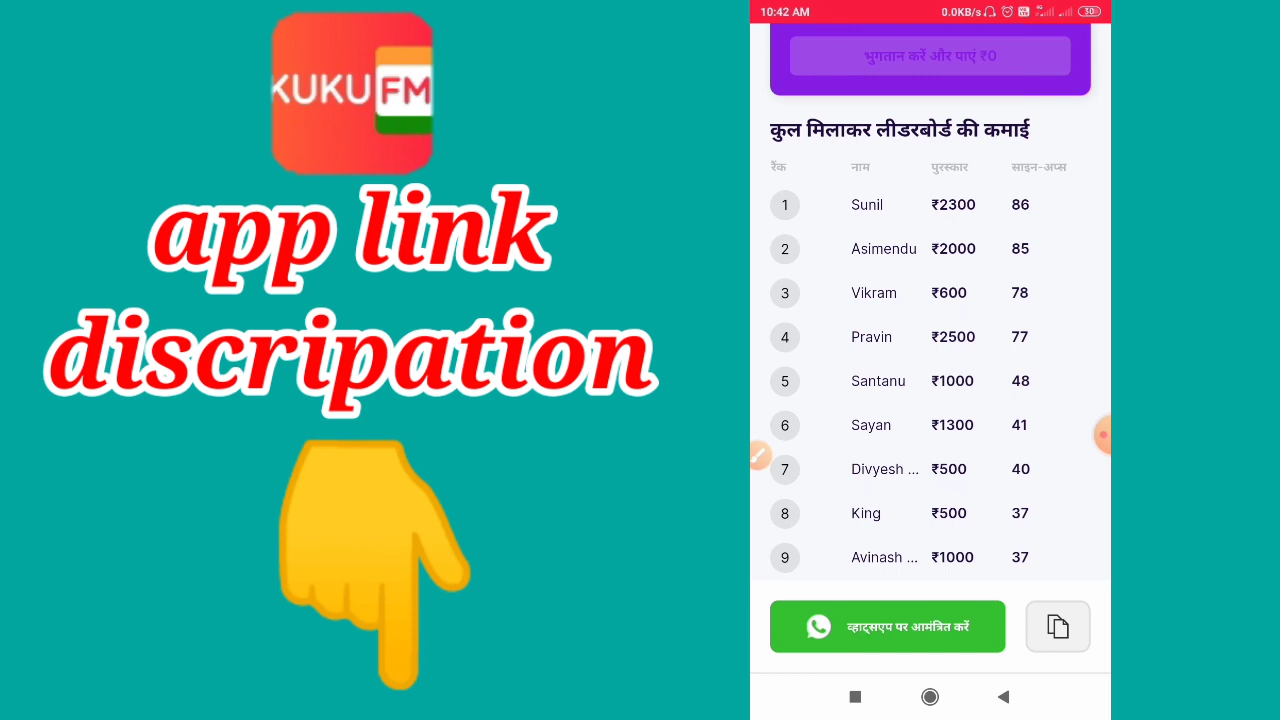 KUKU FM
app link
discripation
10:42 AM
0.0KB/s
4G
30
भुगतान करें और पाएं ₹0
कुल मिलाकर लीडरबोर्ड की कमाई
रैंक नाम पुरस्कार साइन-अप्स
1 Sunil ₹2300 86
2 Asimendu ₹2000 85
3 Vikram ₹600 78
4 Pravin ₹2500 77
5 Santanu ₹1000 48
6 Sayan ₹1300 41
7 Divyesh ... ₹500 40
8 King ₹500 37
9 Avinash ... ₹1000 37
व्हाट्सएप पर आमंत्रित करें